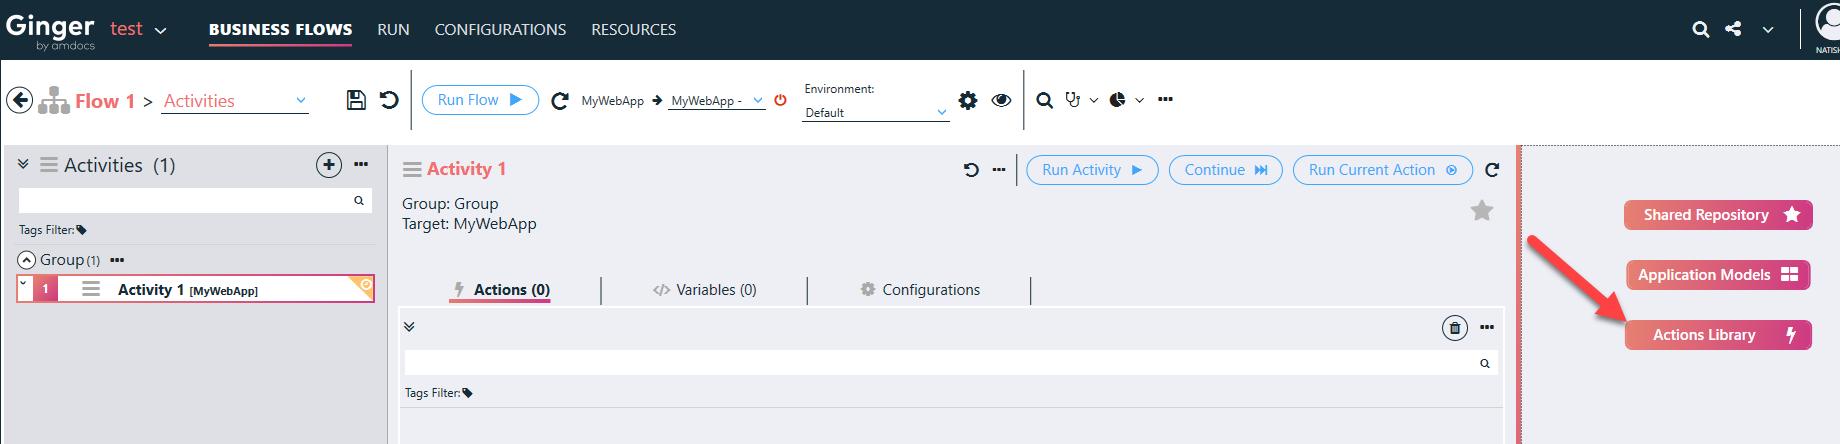 Ginger
by amdocs
test
BUSINESS FLOWS
RUN
CONFIGURATIONS
RESOURCES
NATISH
Flow 1 > Activities
Run Flow
MyWebApp
MyWebApp -
Environment:
Default
Activities (1)
Tags Filter:
Group (1)
1 Activity 1 [MyWebApp]
Activity 1
Run Activity
Continue
Run Current Action
Group: Group
Target: MyWebApp
Actions (0)
</> Variables (0)
Configurations
Tags Filter:
Shared Repository
Application Models
Actions Library